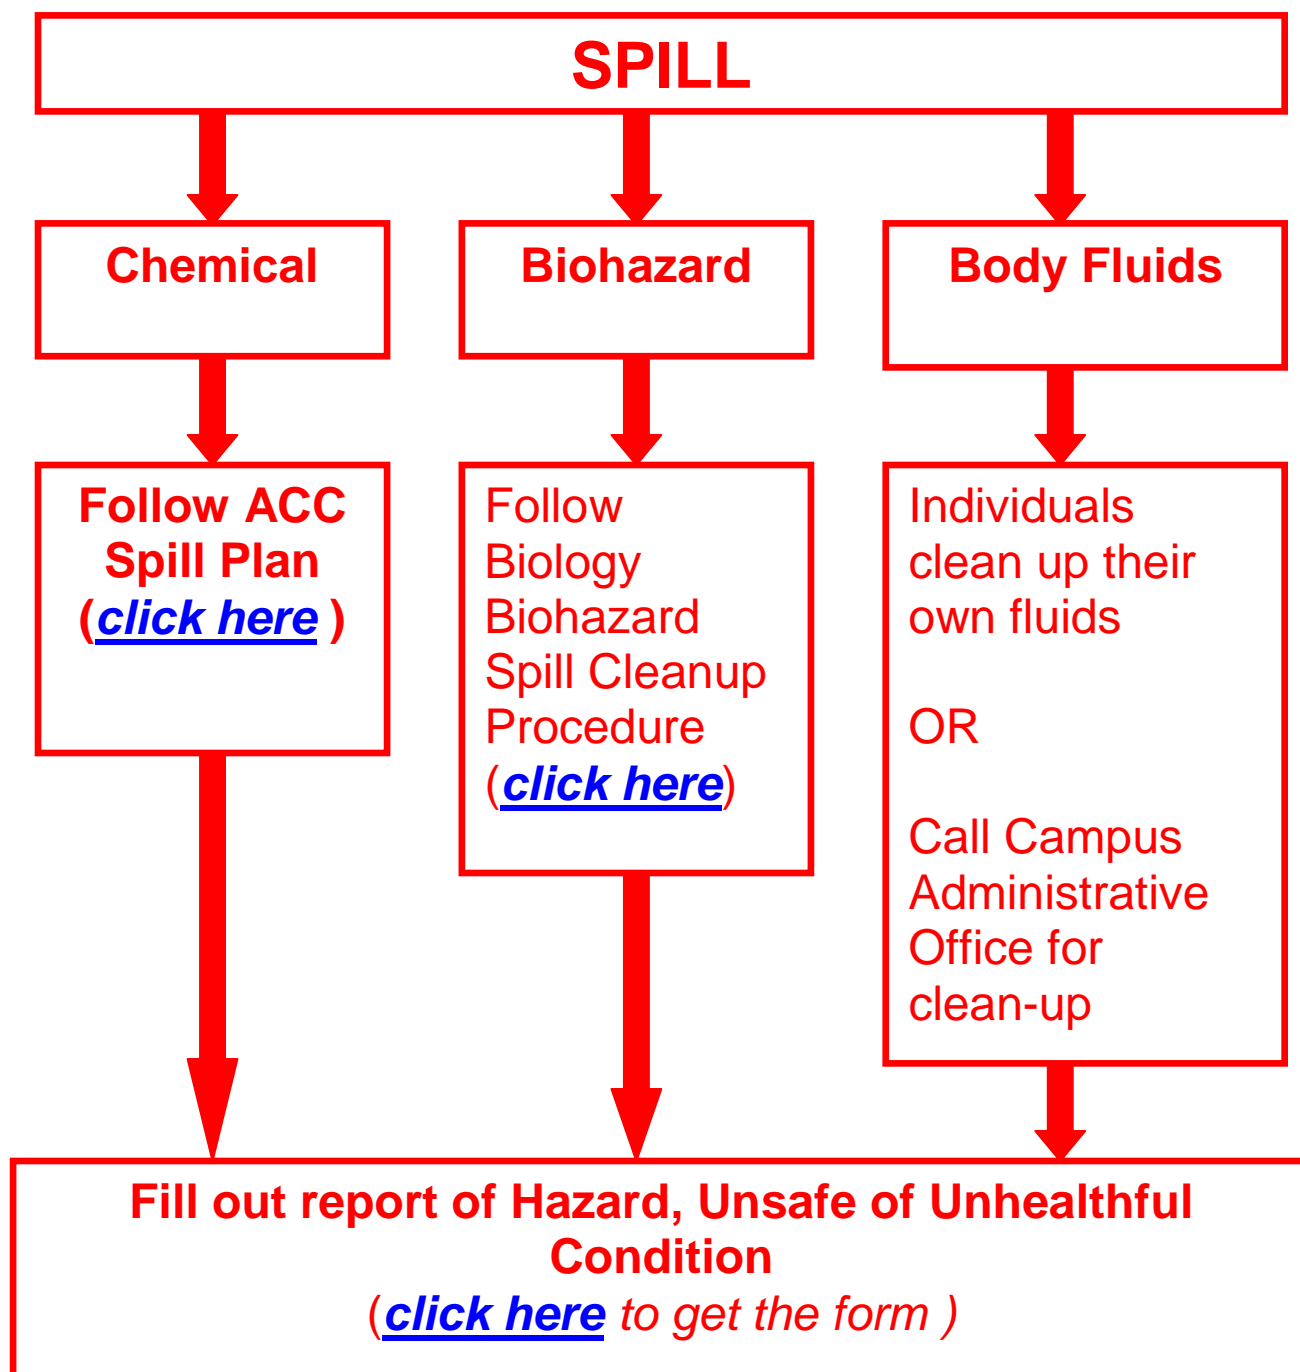 SPILL
Chemical
Biohazard
Body Fluids
Follow ACC
Spill Plan
(click here )
Follow
Biology
Biohazard
Spill Cleanup
Procedure
(click here)
Individuals
clean up their
own fluids
OR
Call Campus
Administrative
Office for
clean-up
Fill out report of Hazard, Unsafe of Unhealthful
Condition
(click here to get the form )